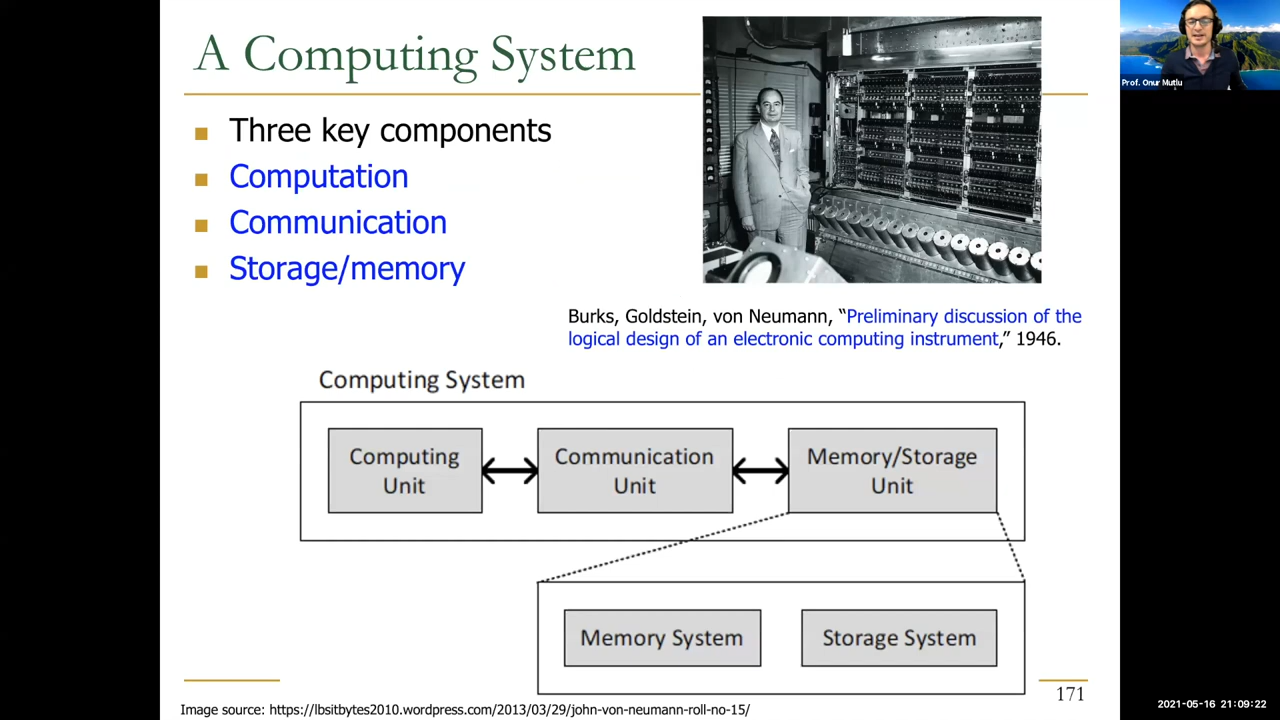 A Computing System
Three key components
Computation
Communication
Storage/memory
Burks, Goldstein, von Neumann, “Preliminary discussion of the
logical design of an electronic computing instrument,” 1946.
Computing System
Computing
Unit
Communication
Unit
Memory/Storage
Unit
Memory System
Storage System
171
Image source: https://lbsitbytes2010.wordpress.com/2013/03/29/john-von-neumann-roll-no-15/
Prof. Onur Mutlu
2021-05-16 21:09:22